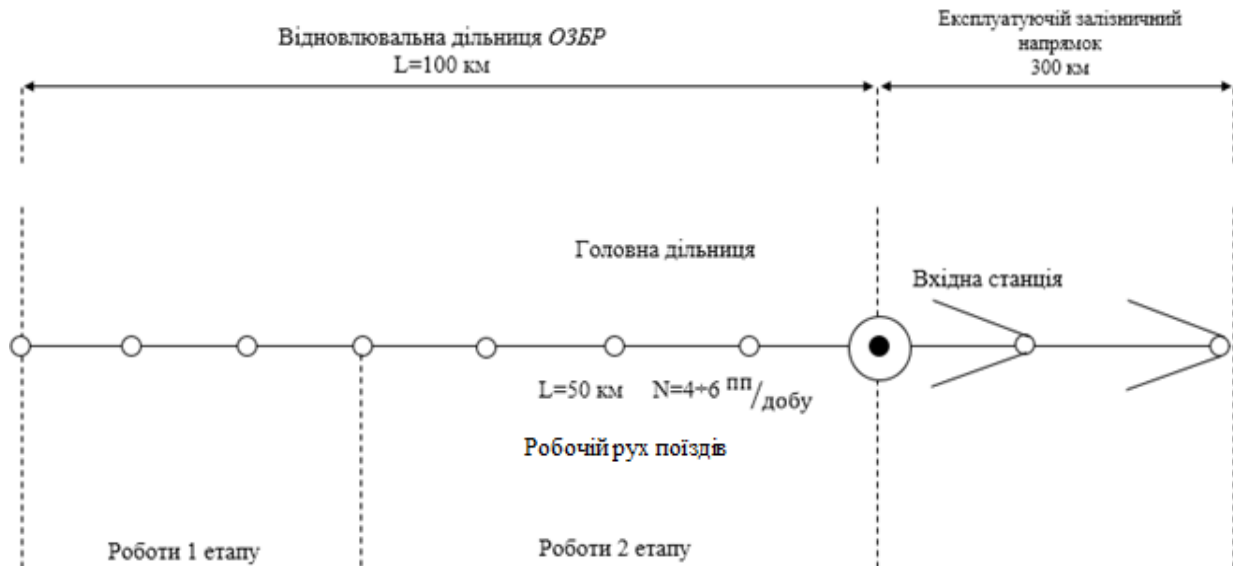 Відновлювальна дільниця ОЗБР
L=100 км
Експлуатуючій залізничний
напрямок
300 км
Головна дільниця
Вхідна станція
L=50 км N=4÷6 пп/добу
Робочій рух поїздів
Роботи 1 етапу
Роботи 2 етапу